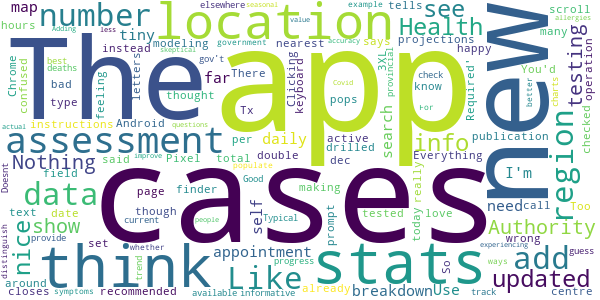 map number tiny location see elsewhere tells For example value Adding seasonal less allergies
hours instead modeling nearest Health scroll government accuracy skeptical
Chrome confused best deaths The app says projections many gov't
bad feeling keyboard There happy new testing
type letters Clicking 3XL provincial Covid You'd operation
instructions thought far Tx search check know Required' charts better
Android pops active drilled For checked
assessment per daily info publication actual
Nothing said Pixel total double Everything I'm region questions
data field finder dec cases need call Authority Too
page though making tested really love wrong
text date self prompt today add guess
nice show think appointment stats Use breakdown updated
distinguish Doesnt populate Good Like So set current people
provide whether experiencing
closes symptoms around trend recommended Typical improve already progress available informative ways track centre